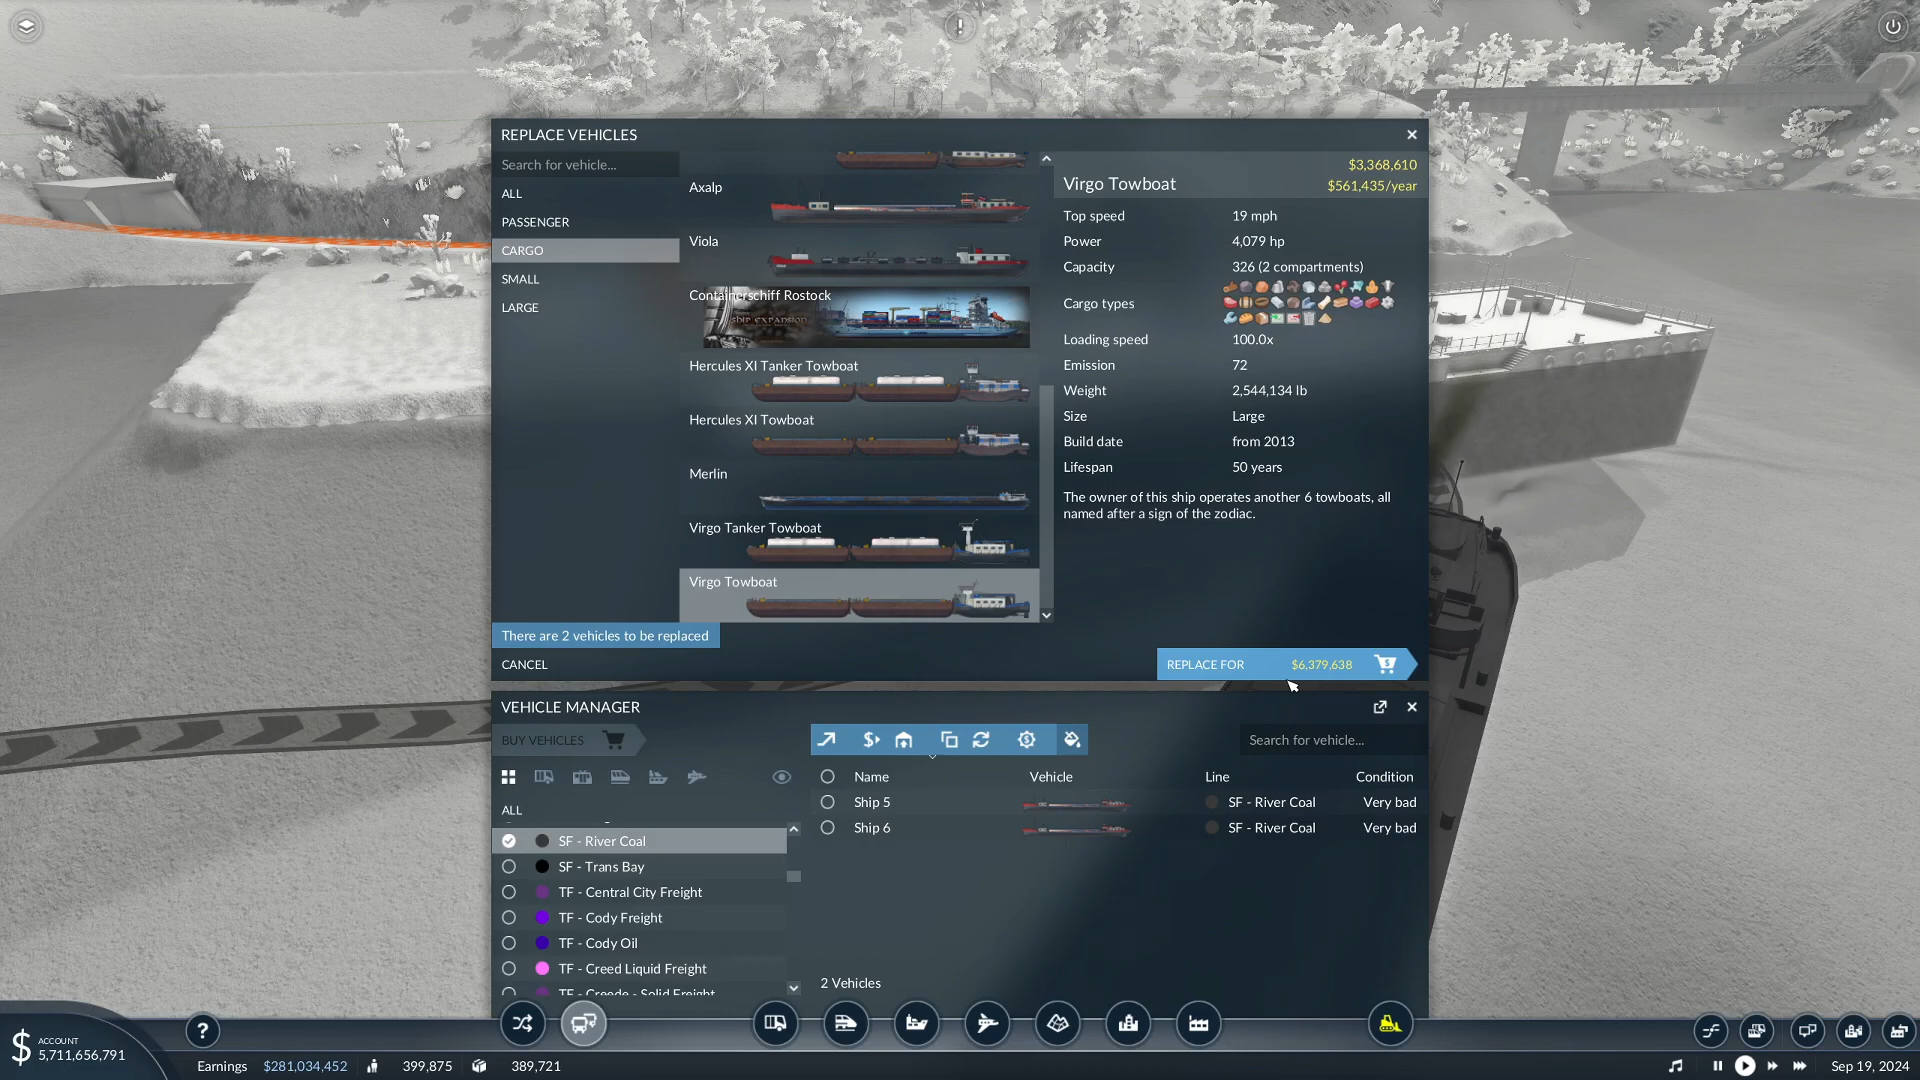 REPLACE VEHICLES
Search for vehicle...
ALL
PASSENGER
CARGO
SMALL
LARGE
Axalp
Viola
Containerschiff Rostock
SHIP EXPANSION
Hercules XI Tanker Towboat
Hercules XI Towboat
Merlin
Virgo Tanker Towboat
Virgo Towboat
$3,368,610
Virgo Towboat
$561,435/year
Top speed 19 mph
Power 4,079 hp
Capacity 326 (2 compartments)
Cargo types
Loading speed 100.0x
Emission 72
Weight 2,544,134 lb
Size Large
Build date from 2013
Lifespan 50 years
The owner of this ship operates another 6 towboats, all
named after a sign of the zodiac.
There are 2 vehicles to be replaced
CANCEL
REPLACE FOR $6,379,638
VEHICLE MANAGER
BUY VEHICLES
Search for vehicle...
ALL
SF - River Coal
SF - Trans Bay
TF - Central City Freight
TF - Cody Freight
TF - Cody Oil
TF - Creed Liquid Freight
TF - Creede - Solid Freight
Name Vehicle Line Condition
Ship 5 SF - River Coal Very bad
Ship 6 SF - River Coal Very bad
2 Vehicles
ACCOUNT
5,711,656,791
Earnings $281,034,452 399,875 389,721
Sep 19, 2024